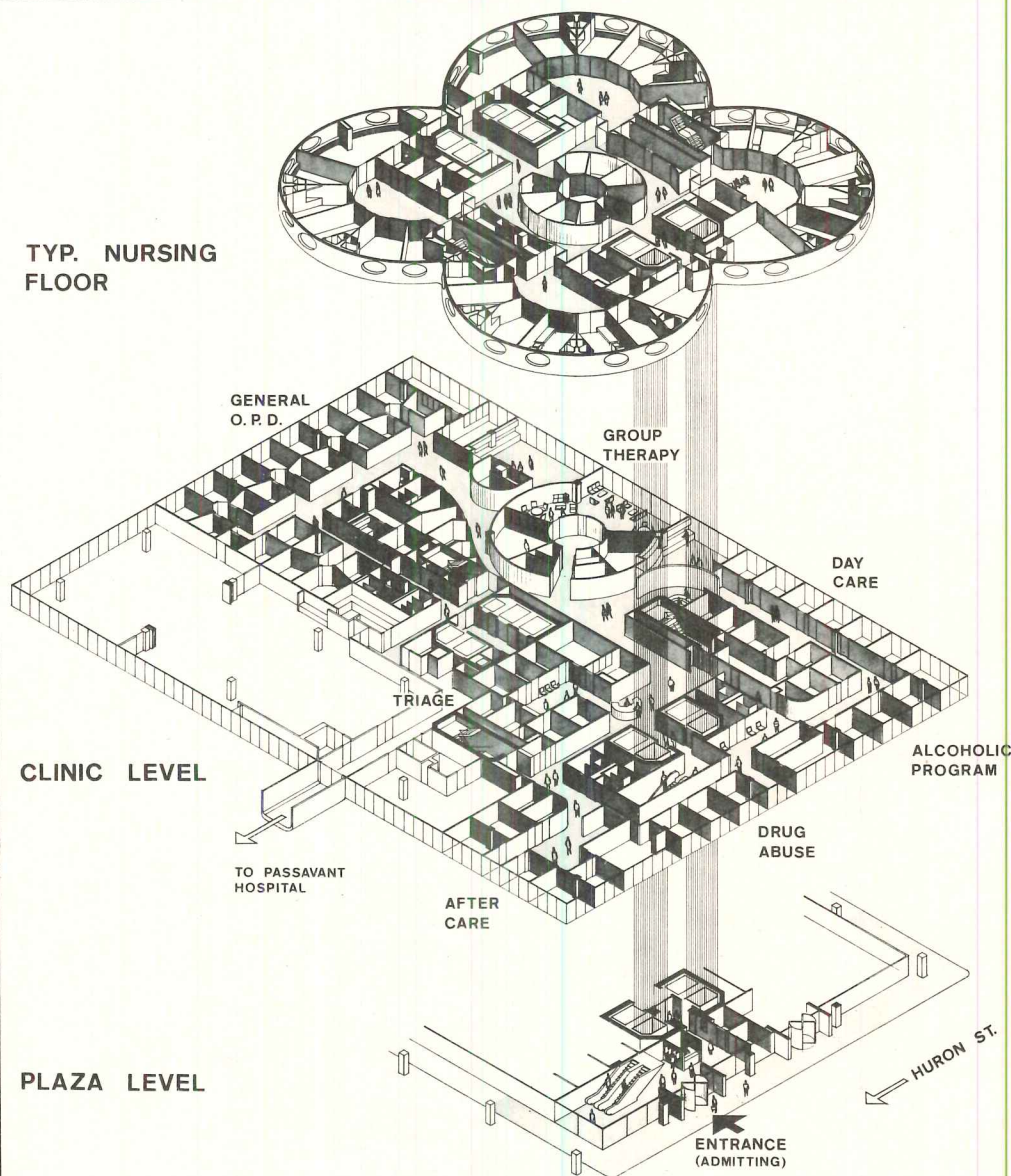 TYP. NURSING
FLOOR
GENERAL
O. P. D.
GROUP
THERAPY
DAY
CARE
TRIAGE
CLINIC LEVEL
ALCOHOLIC
PROGRAM
DRUG
ABUSE
TO PASSAVANT
HOSPITAL
AFTER
CARE
PLAZA LEVEL
HURON ST.
ENTRANCE
(ADMITTING)